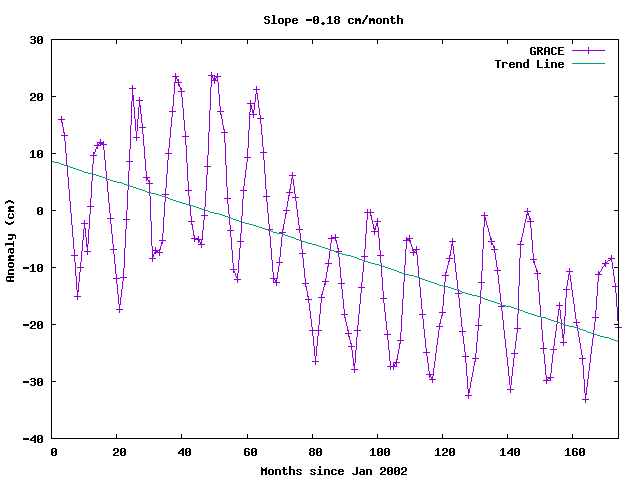 Slope -0.18 cm/month
30
20
10
0
-10
-20
-30
-40
Anomaly (cm)
GRACE
Trend Line
0 20 40 60 80 100 120 140 160
Months since Jan 2002